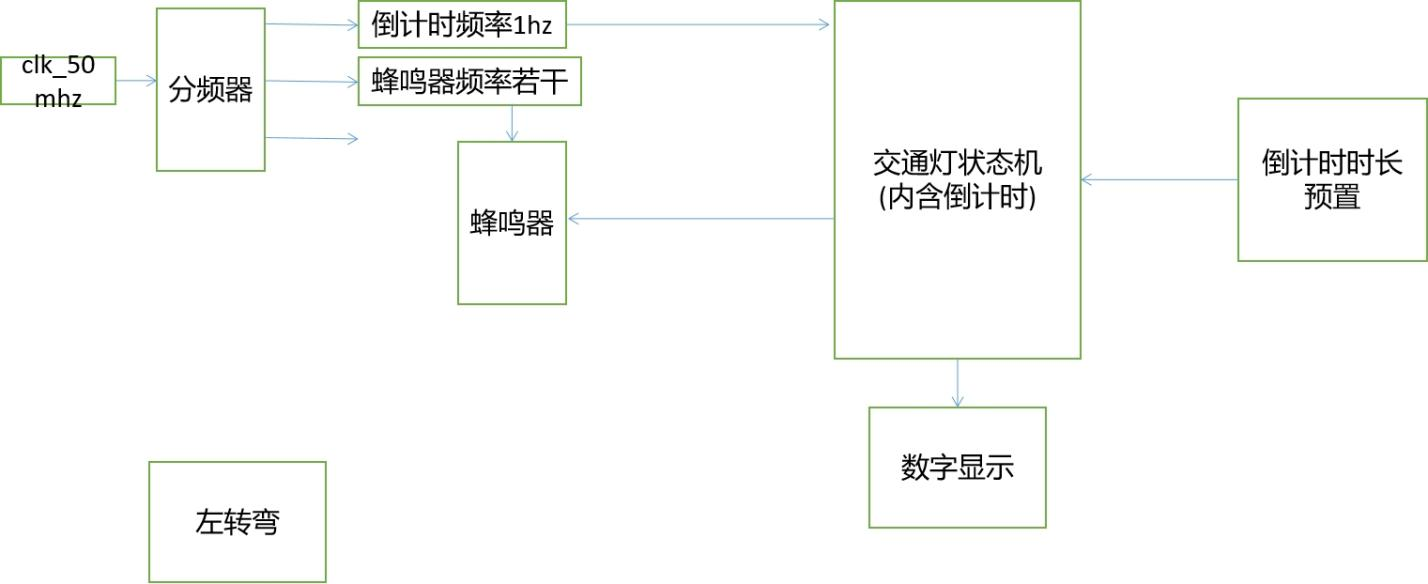 倒计时频率1hz
clk_50
mhz
分频器
蜂鸣器频率若干
蜂鸣器
交通灯状态机
(内含倒计时)
倒计时时长
预置
数字显示
左转弯